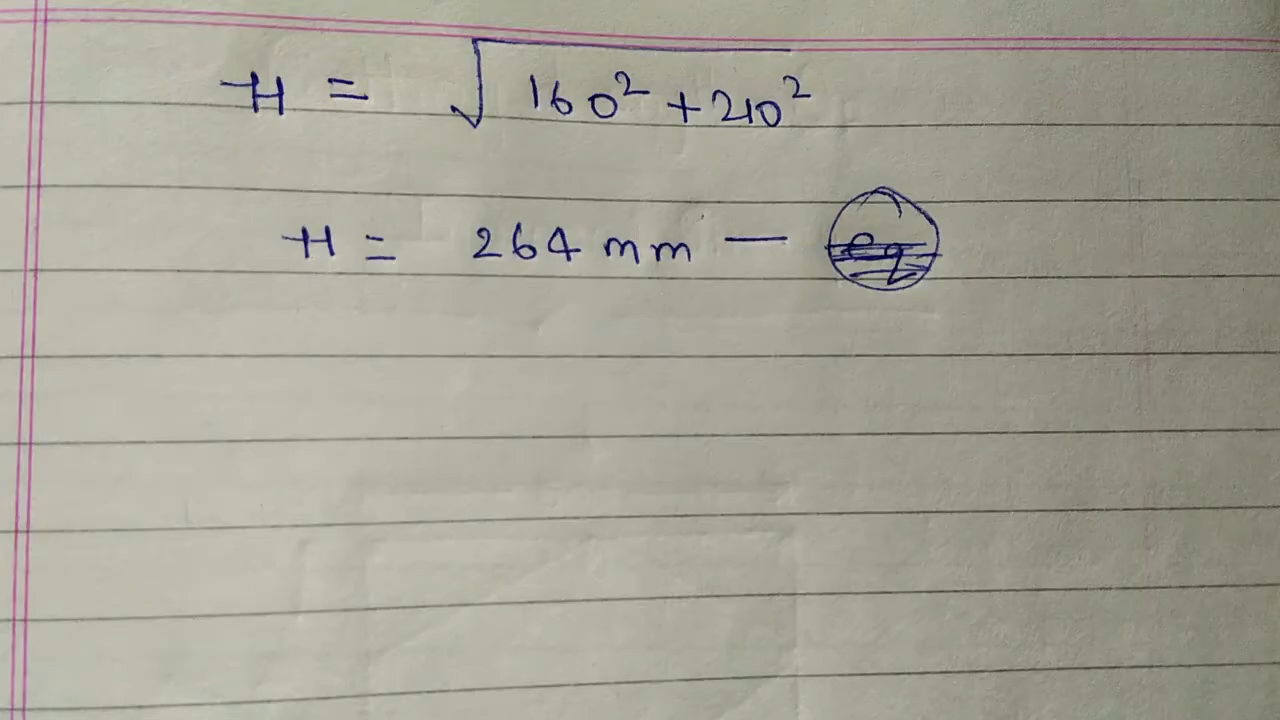 H = √160² + 210²
H = 264 mm —